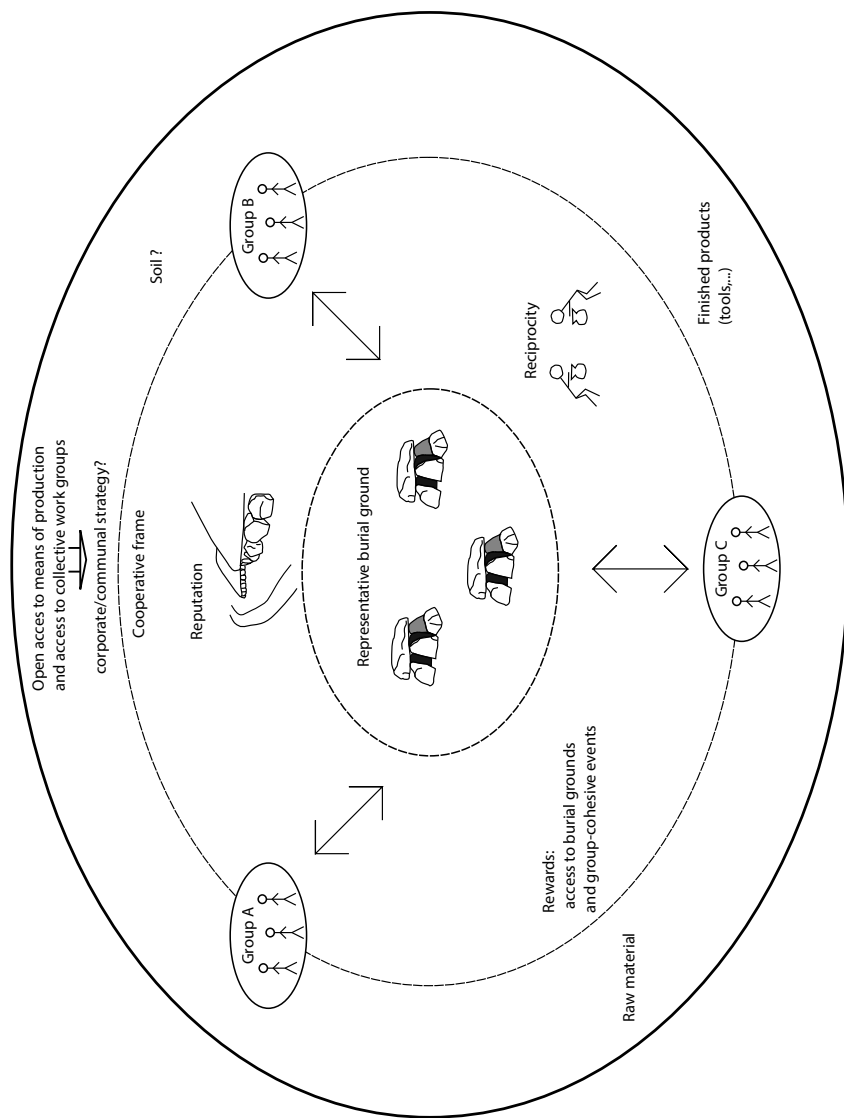 Open acces to means of production
and access to collective work groups
corporate/communal strategy?
Cooperative frame
Soil ?
Group A
Group B
Reputation
Representative burial ground
Reciprocity
Rewards:
access to burial grounds
and group-cohesive events
Group C
Raw material
Finished products
(tools,...)